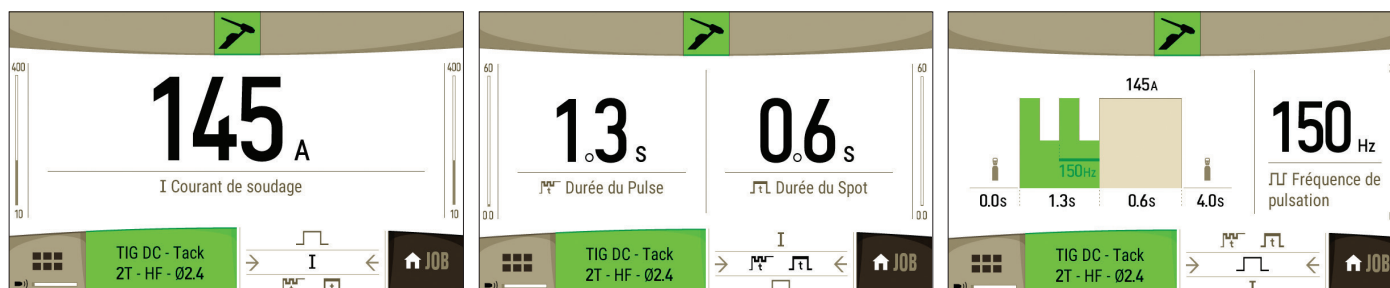 400
400
145 A
I Courant de soudage
10
10
TIG DC - Tack
2T - HF - Ø2.4
I
JOB
t
t
60
60
1.3 s
0.6 s
t Durée du Pulse
t Durée du Spot
0.0
0.0
TIG DC - Tack
2T - HF - Ø2.4
I
t
t
JOB
145A
150Hz
0.0s
1.3s
0.6s
4.0s
150 Hz
Fréquence de
pulsation
TIG DC - Tack
2T - HF - Ø2.4
t
t
I
JOB